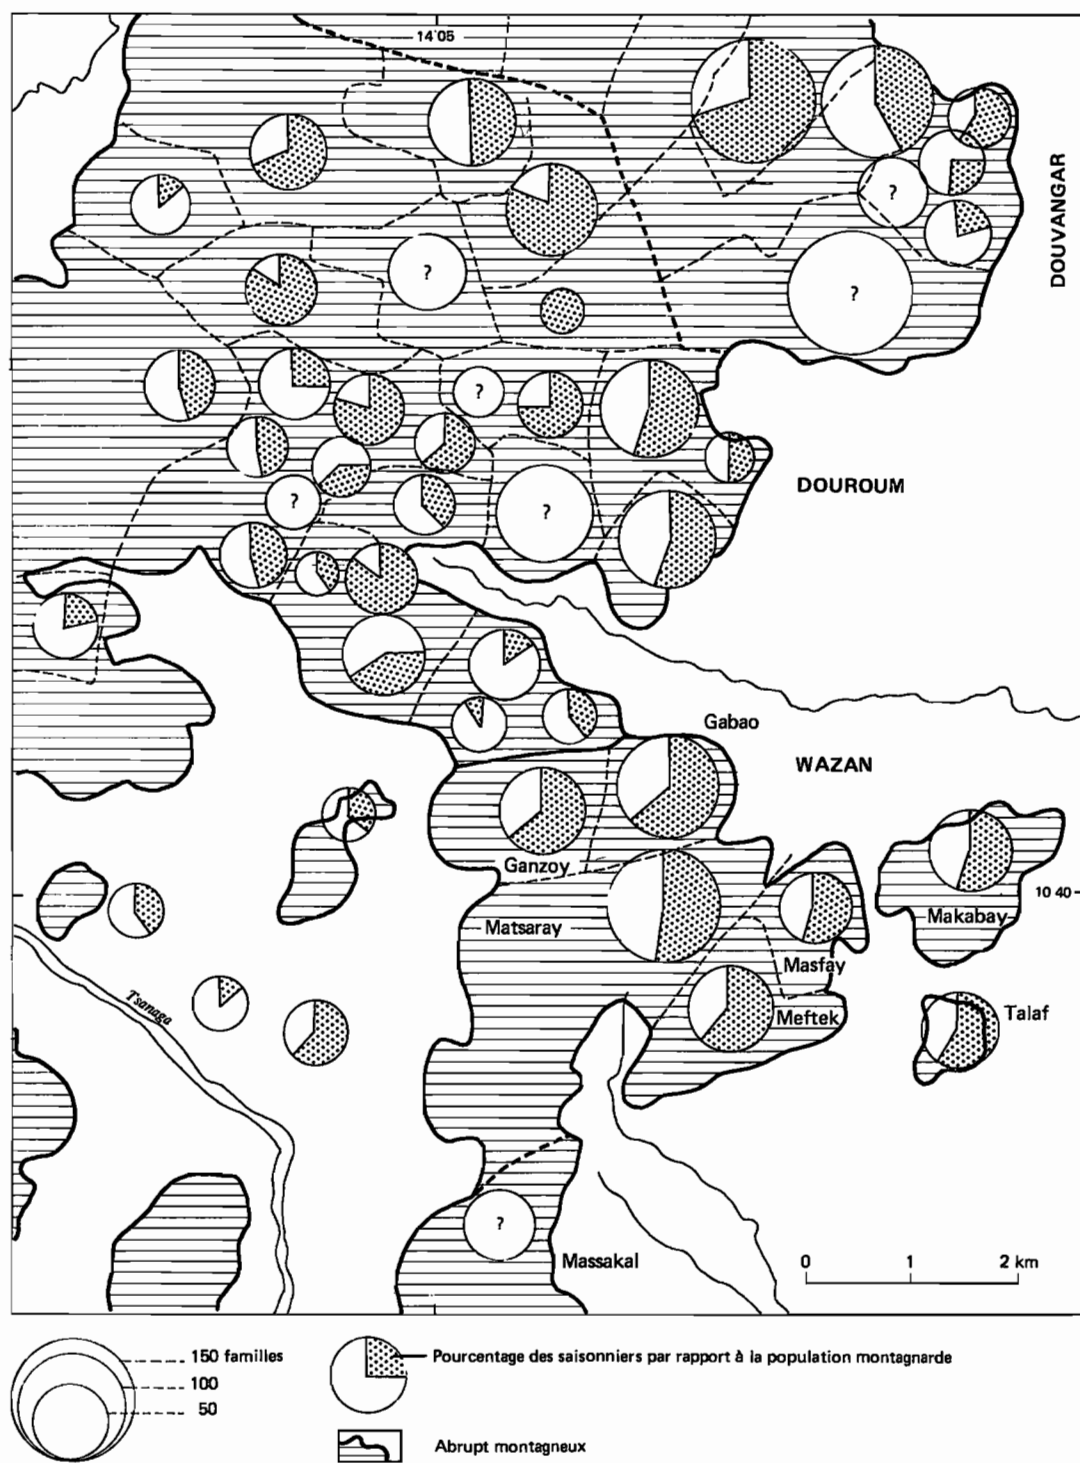 14°05
DOUVANGAR
?
?
?
?
DOUROUM
?
?
Gabao
WAZAN
Ganzoy
10 40
Makabay
Matsaray
Masfay
Tsanaga
Meftek
Talaf
?
Massakal
0 1 2 km
150 familles
100
50
Pourcentage des saisonniers par rapport à la population montagnarde
Abrupt montagneux